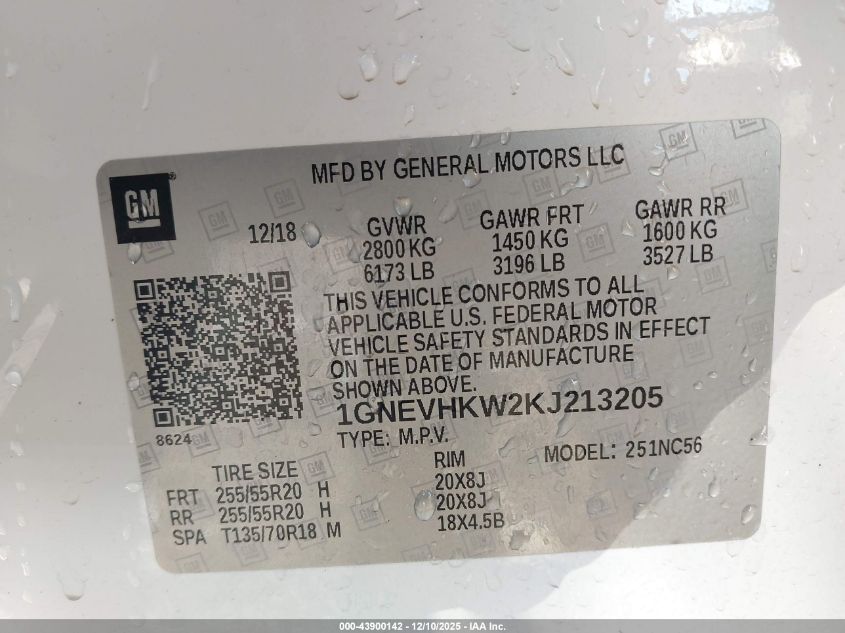 MFD BY GENERAL MOTORS LLC
GM®
12/18
GVWR GAWR FRT GAWR RR
2800 KG 1450 KG 1600 KG
6173 LB 3196 LB 3527 LB
THIS VEHICLE CONFORMS TO ALL
APPLICABLE U.S. FEDERAL MOTOR
VEHICLE SAFETY STANDARDS IN EFFECT
ON THE DATE OF MANUFACTURE
SHOWN ABOVE.
1GNEVHKW2KJ213205
8624
TYPE: M.P.V. MODEL: 251NC56
TIRE SIZE RIM
FRT 255/55R20 H 20X8J
RR 255/55R20 H 20X8J
SPA T135/70R18 M 18X4.5B
000-43900142 - 12/10/2025 - IAA Inc.